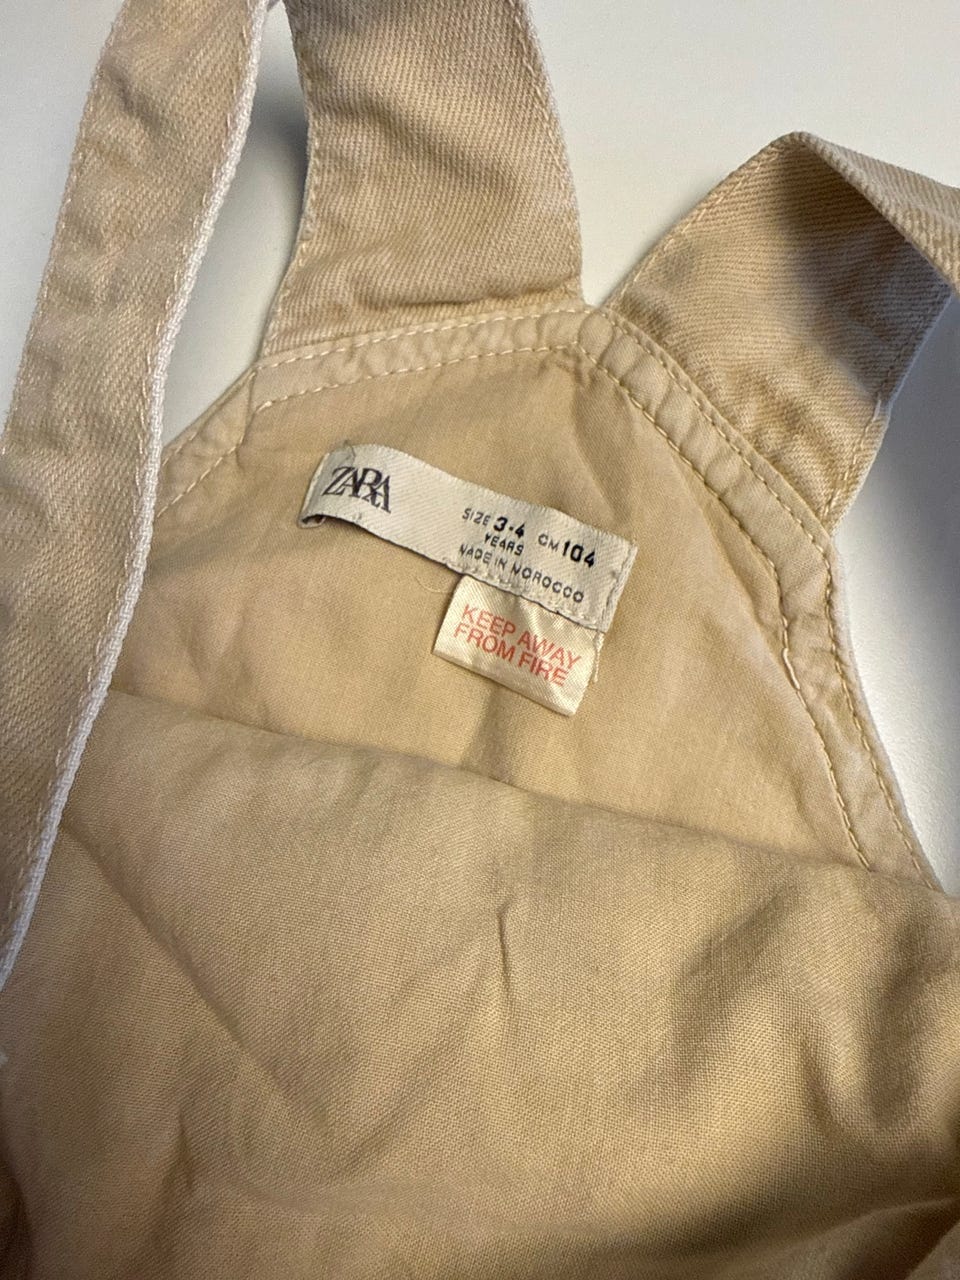 ZARA
SIZE 3-4 CM 104
YEARS
MADE IN MOROCCO
KEEP AWAY
FROM FIRE